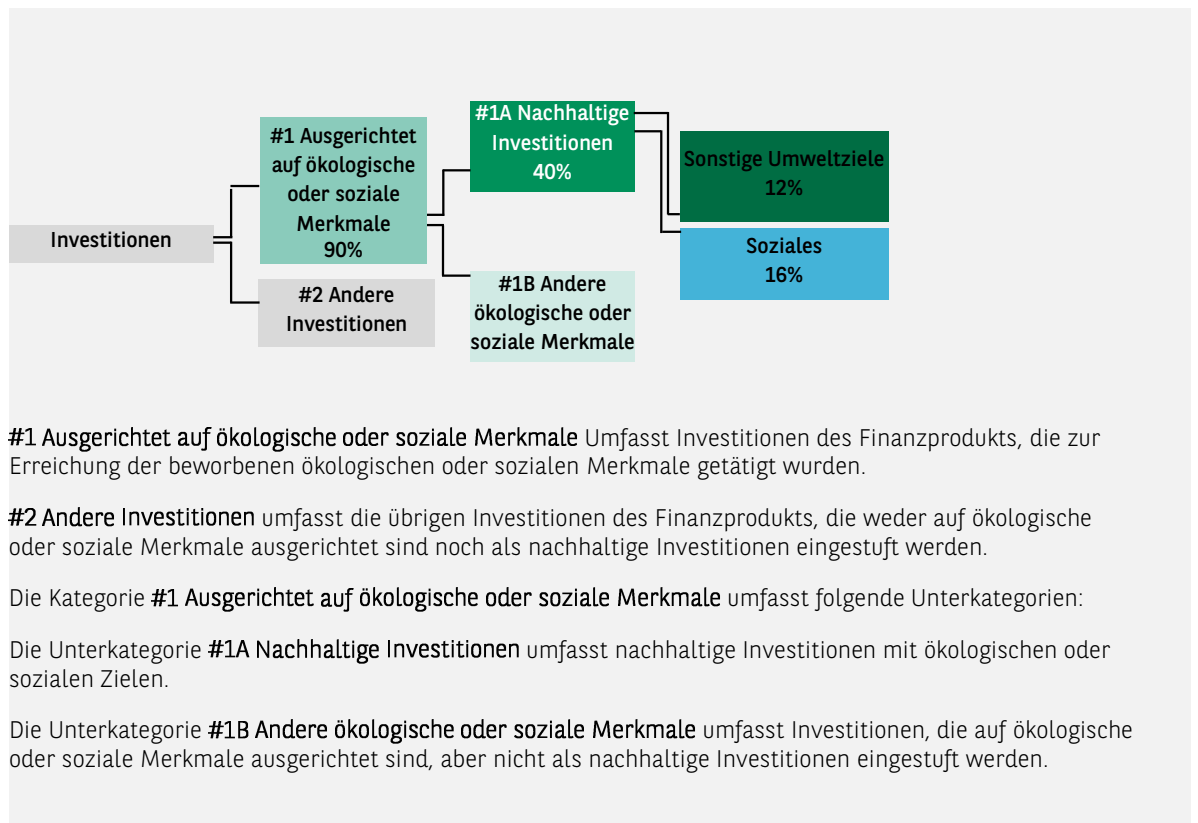 #1 Ausgerichtet
auf ökologische
oder soziale
Merkmale
90%
#1A Nachhaltige
Investitionen
40%
Sonstige Umweltziele
12%
Soziales
16%
Investitionen
#2 Andere
Investitionen
#1B Andere
ökologische oder
soziale Merkmale
#1 Ausgerichtet auf ökologische oder soziale Merkmale Umfasst Investitionen des Finanzprodukts, die zur
Erreichung der beworbenen ökologischen oder sozialen Merkmale getätigt wurden.
#2 Andere Investitionen umfasst die übrigen Investitionen des Finanzprodukts, die weder auf ökologische
oder soziale Merkmale ausgerichtet sind noch als nachhaltige Investitionen eingestuft werden.
Die Kategorie #1 Ausgerichtet auf ökologische oder soziale Merkmale umfasst folgende Unterkategorien:
Die Unterkategorie #1A Nachhaltige Investitionen umfasst nachhaltige Investitionen mit ökologischen oder
sozialen Zielen.
Die Unterkategorie #1B Andere ökologische oder soziale Merkmale umfasst Investitionen, die auf ökologische
oder soziale Merkmale ausgerichtet sind, aber nicht als nachhaltige Investitionen eingestuft werden.